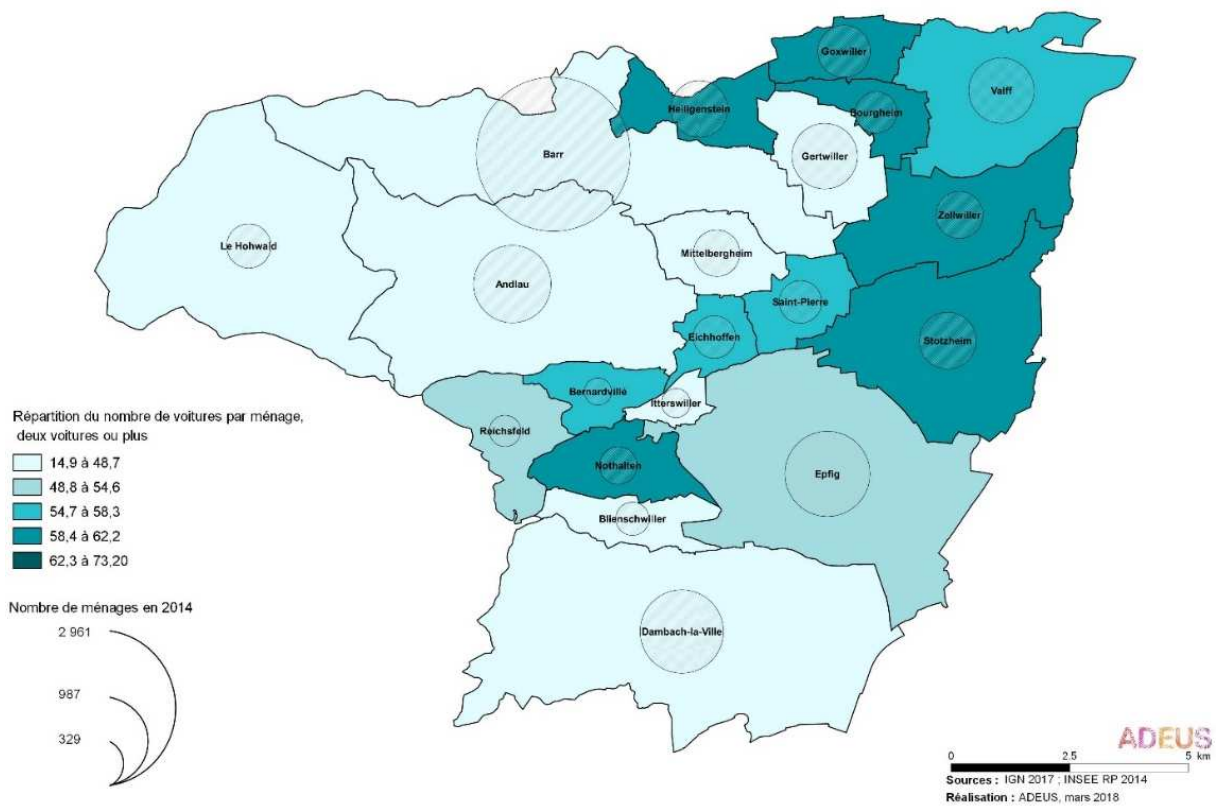 Goxwiller
Valff
Heiligenstein
Bourgheim
Barr
Gertwiller
Zellwiller
Le Hohwald
Mittelbergheim
Andlau
Saint-Pierre
Eichhoffen
Stotzheim
Bernardvillé
Itterswiller
Reichsfeld
Nothalten
Epfig
Blienschwiller
Dambach-la-Ville
Répartition du nombre de voitures par ménage,
deux voitures ou plus
14,9 à 48,7
48,8 à 54,6
54,7 à 58,3
58,4 à 62,2
62,3 à 73,20
Nombre de ménages en 2014
2 961
987
329
ADEUS
0 2.5 5 km
Sources : IGN 2017 ; INSEE RP 2014
Réalisation : ADEUS, mars 2018